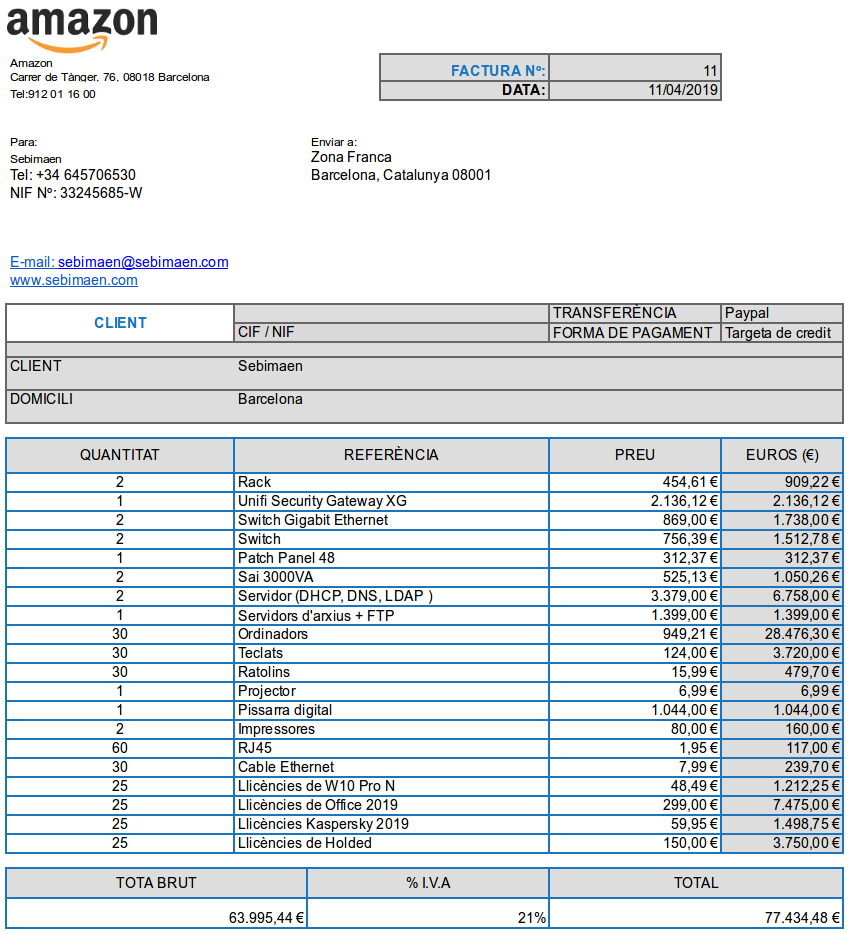 amazon
Amazon
Carrer de Tànger, 76, 08018 Barcelona
Tel:912 01 16 00
FACTURA Nº: 11
DATA: 11/04/2019
Para:
Sebimaen
Tel: +34 645706530
NIF Nº: 33245685-W
Enviar a:
Zona Franca
Barcelona, Catalunya 08001
E-mail: sebimaen@sebimaen.com
www.sebimaen.com
CLIENT
TRANSFERÈNCIA Paypal
CIF / NIF FORMA DE PAGAMENT Targeta de credit
CLIENT Sebimaen
DOMICILI Barcelona
QUANTITAT REFERÈNCIA PREU EUROS (€)
2 Rack 454,61 € 909,22 €
1 Unifi Security Gateway XG 2.136,12 € 2.136,12 €
2 Switch Gigabit Ethernet 869,00 € 1.738,00 €
2 Switch 756,39 € 1.512,78 €
1 Patch Panel 48 312,37 € 312,37 €
2 Sai 3000VA 525,13 € 1.050,26 €
2 Servidor (DHCP, DNS, LDAP ) 3.379,00 € 6.758,00 €
1 Servidors d'arxius + FTP 1.399,00 € 1.399,00 €
30 Ordinadors 949,21 € 28.476,30 €
30 Teclats 124,00 € 3.720,00 €
30 Ratolins 15,99 € 479,70 €
1 Projector 6,99 € 6,99 €
1 Pissarra digital 1.044,00 € 1.044,00 €
2 Impressores 80,00 € 160,00 €
60 RJ45 1,95 € 117,00 €
30 Cable Ethernet 7,99 € 239,70 €
25 Llicències de W10 Pro N 48,49 € 1.212,25 €
25 Llicències de Office 2019 299,00 € 7.475,00 €
25 Llicències Kaspersky 2019 59,95 € 1.498,75 €
25 Llicències de Holded 150,00 € 3.750,00 €
TOTA BRUT % I.V.A TOTAL
63.995,44 € 21% 77.434,48 €